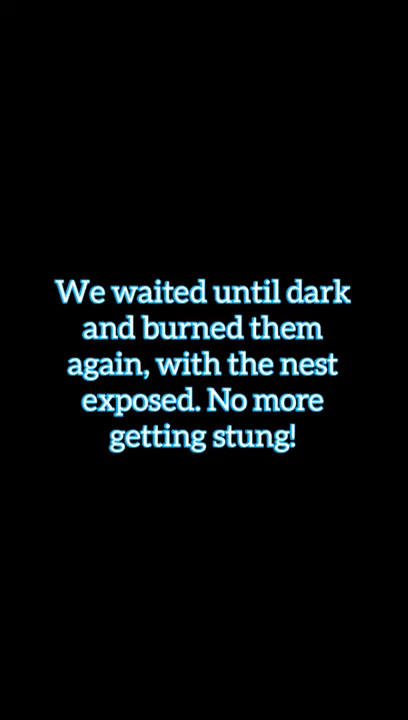 We waited until dark
and burned them
again, with the nest
exposed. No more
getting stung!